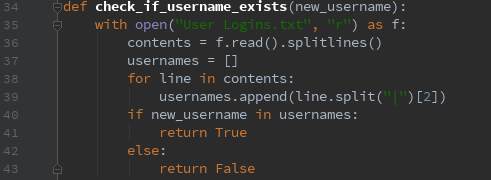 34 def check_if_username_exists(new_username):
35     with open("User Logins.txt", "r") as f:
36         contents = f.read().splitlines()
37         usernames = []
38         for line in contents:
39             usernames.append(line.split("|")[2])
40         if new_username in usernames:
41             return True
42         else:
43             return False